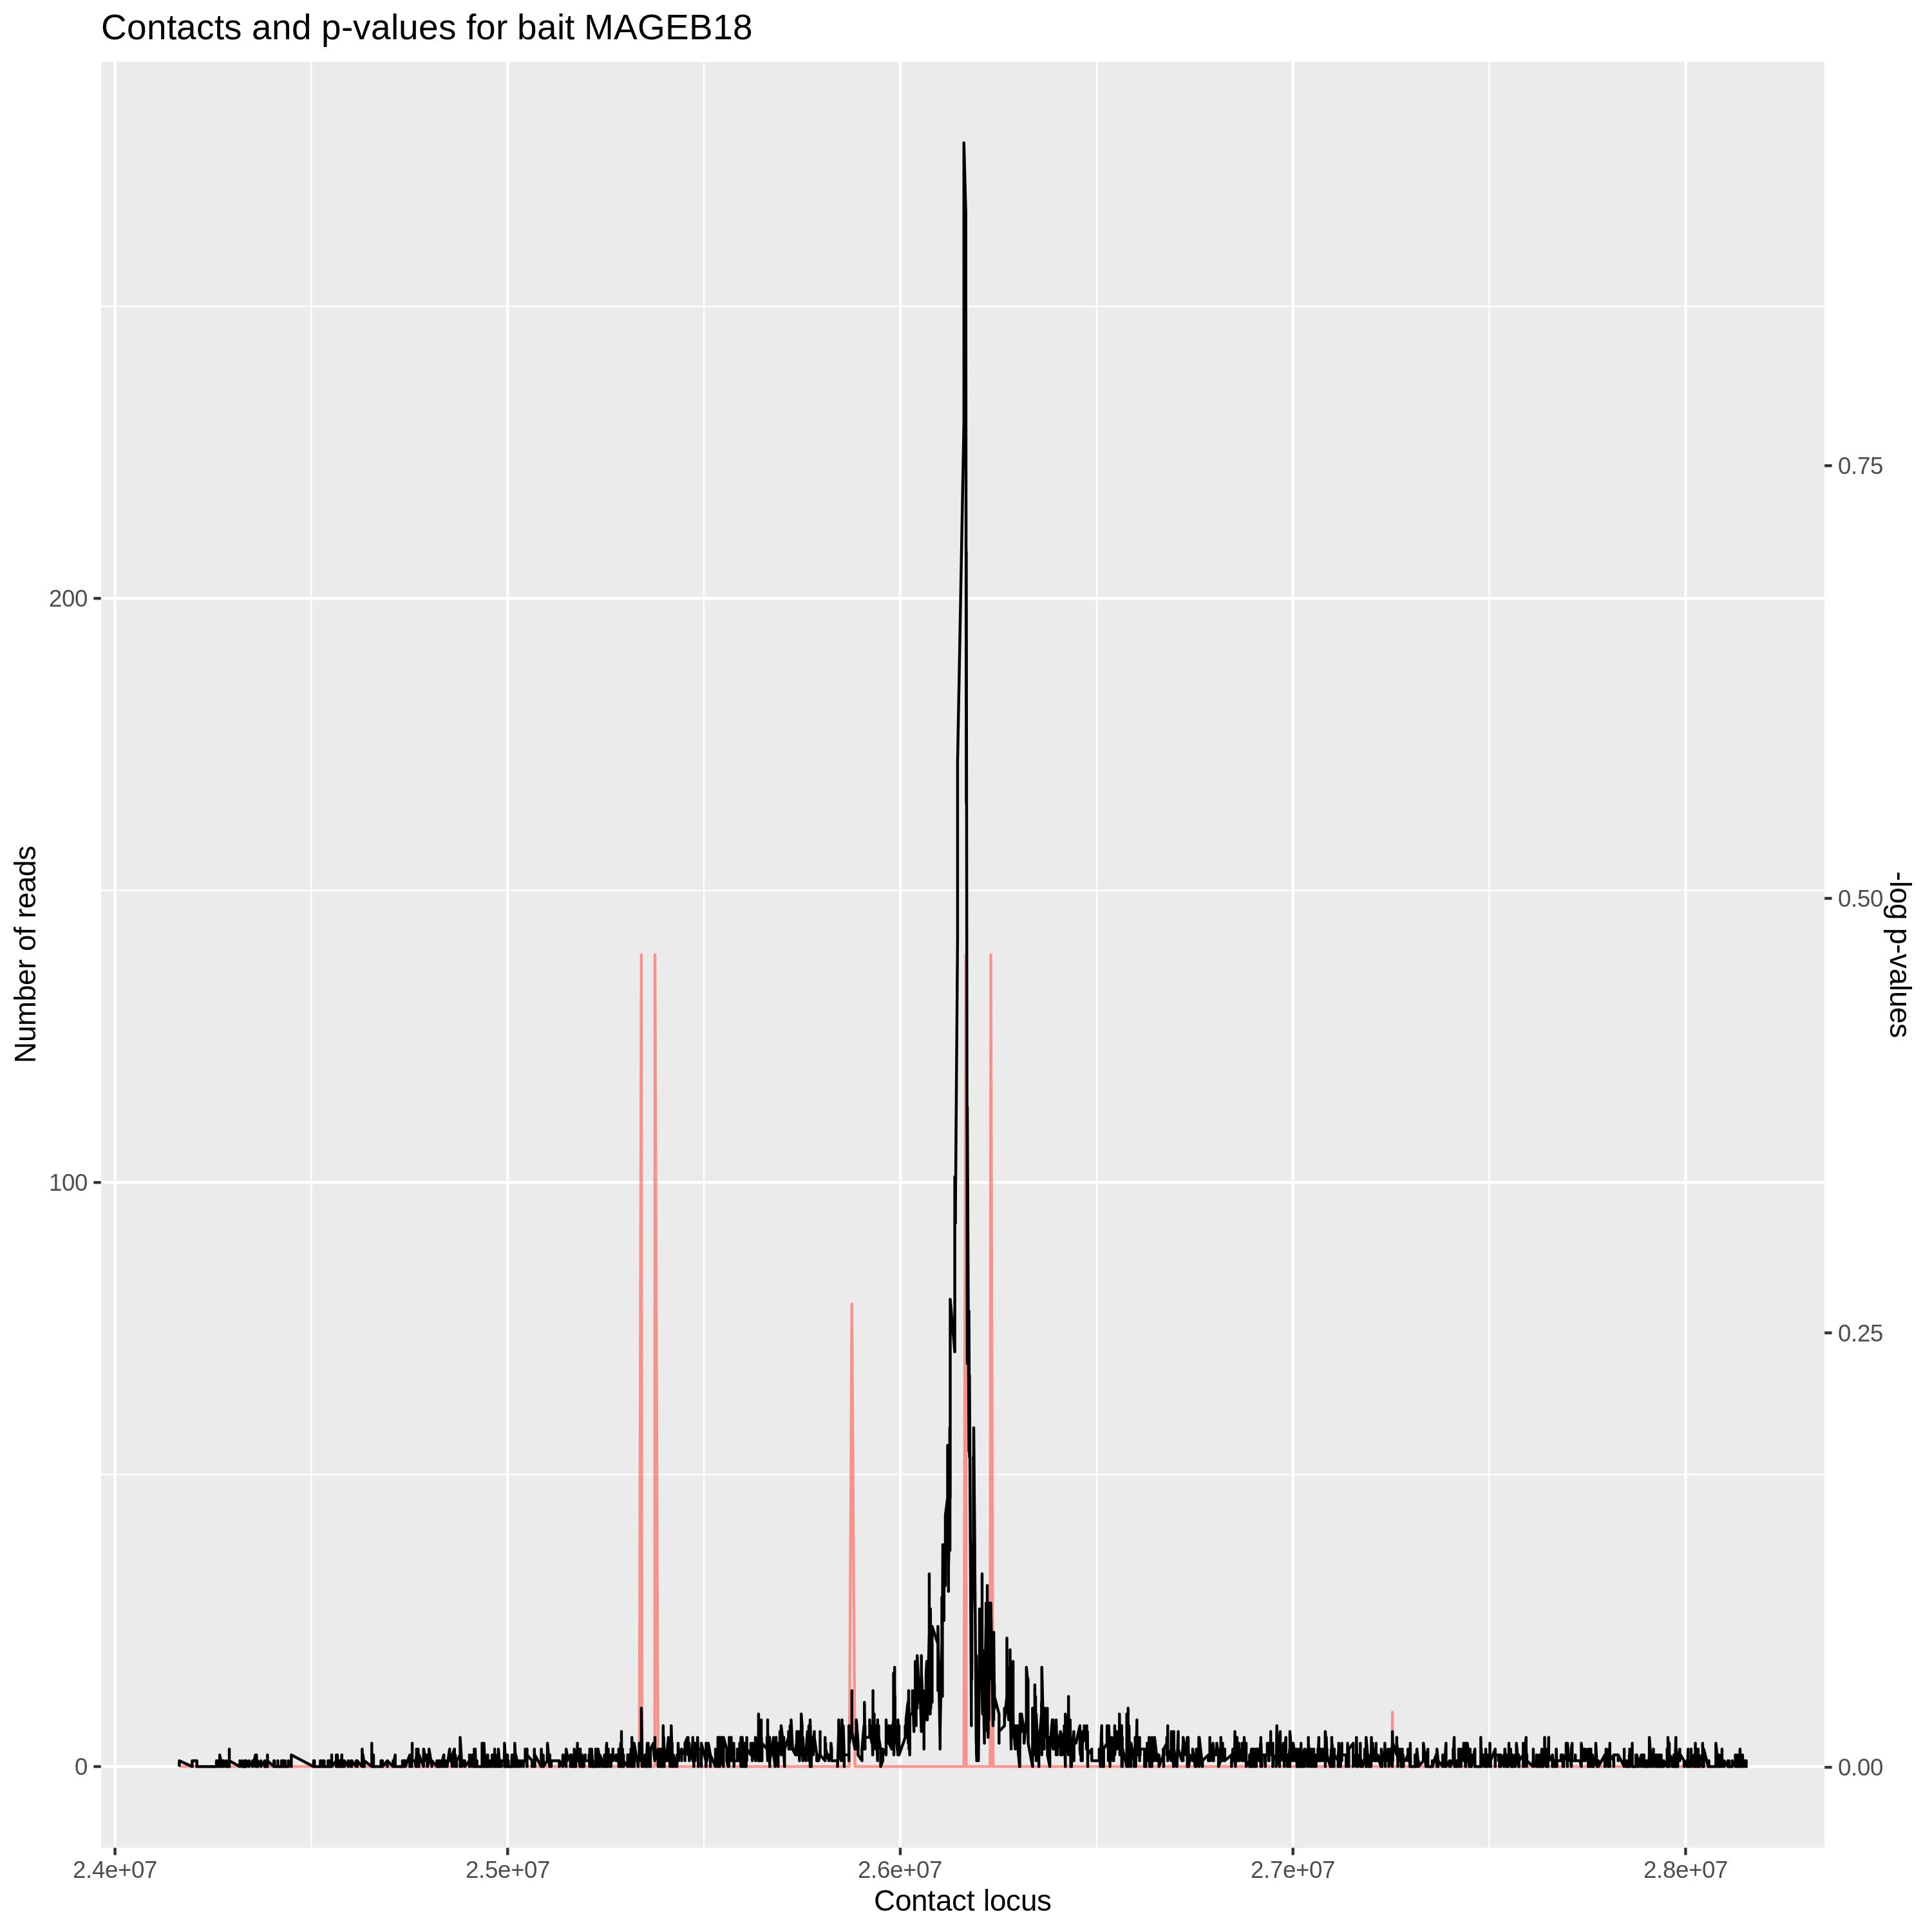 Contacts and p-values for bait MAGEB18
Number of reads
200
100
0
0.75
0.50
0.25
0.00
-log p-values
2.4e+07 2.5e+07 2.6e+07 2.7e+07 2.8e+07
Contact locus